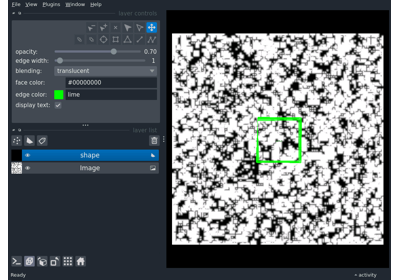 File View Plugins Window Help
layer controls
opacity: 0.70
edge width: 1
blending: translucent
face color: #00000000
edge color: lime
display text:
layer list
shape
Image
Ready
activity